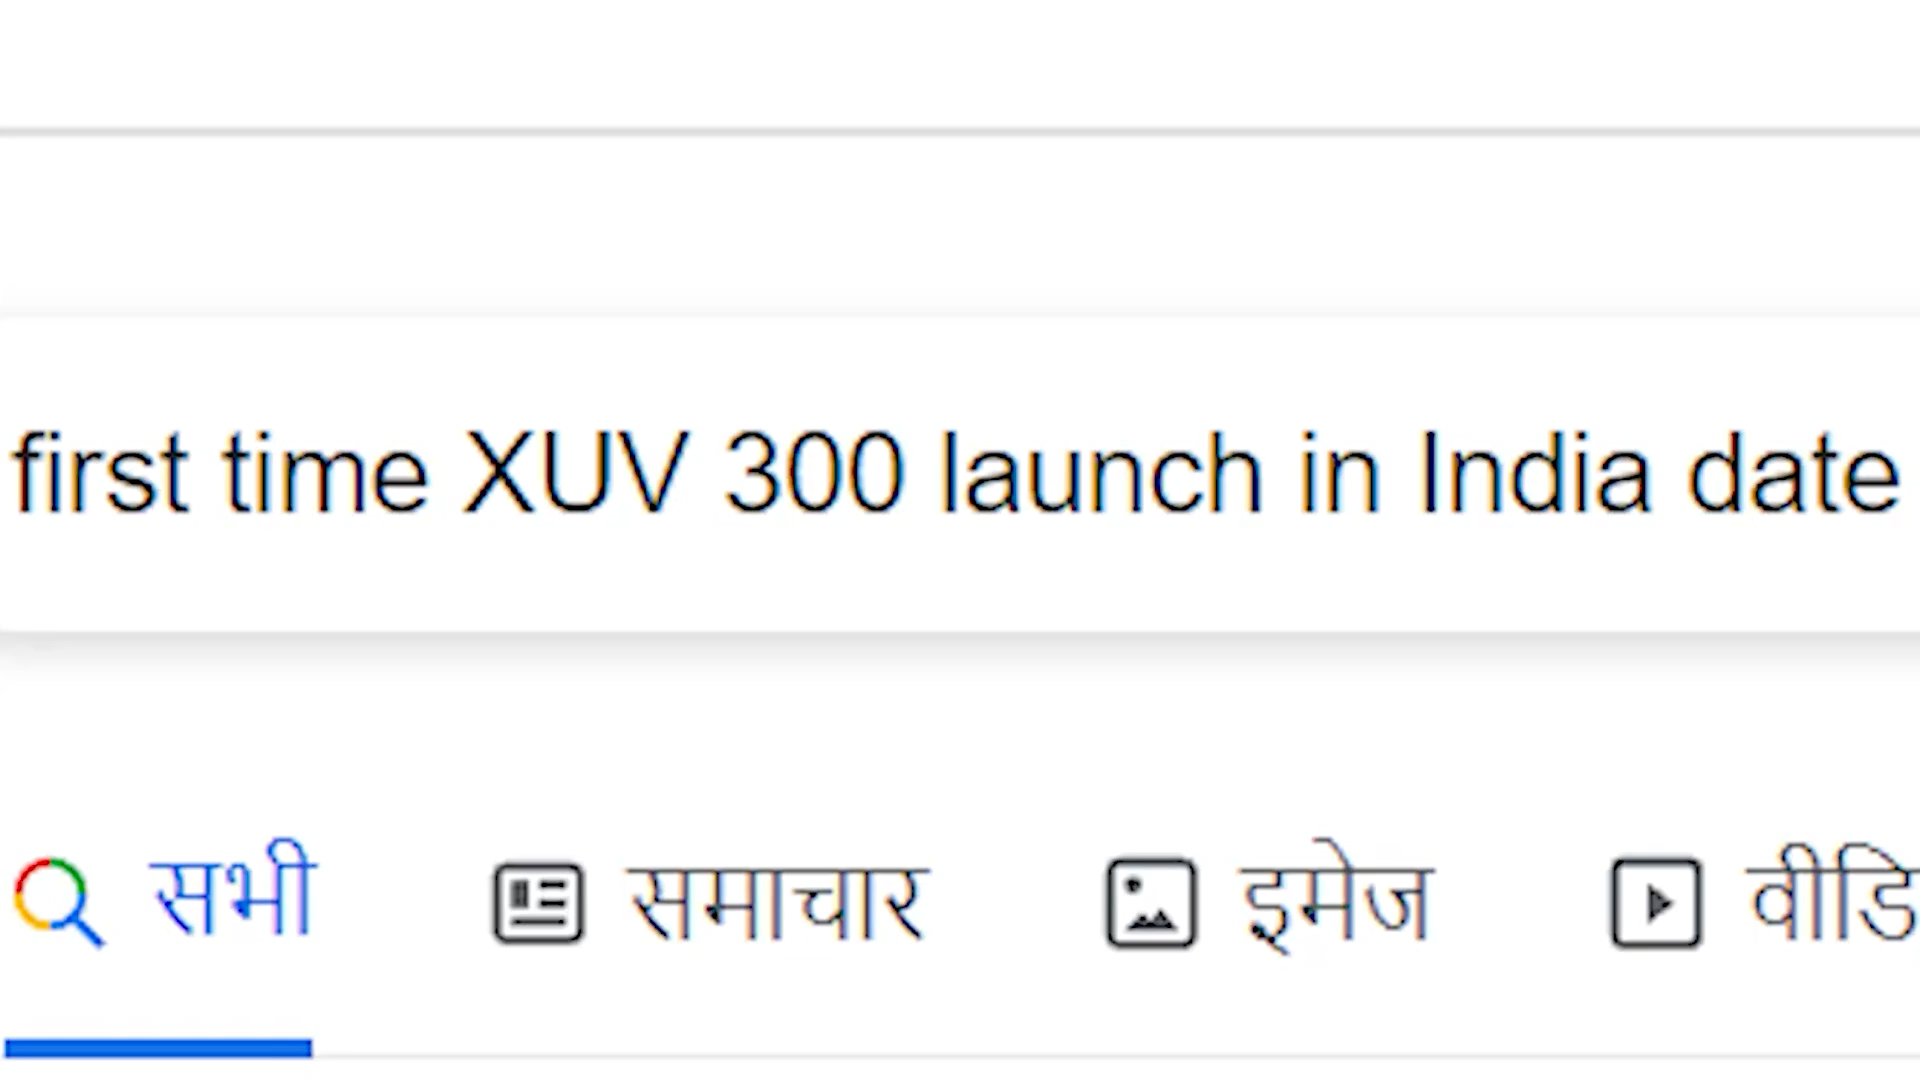 first time XUV 300 launch in India date
सभी समाचार इमेज वीडि